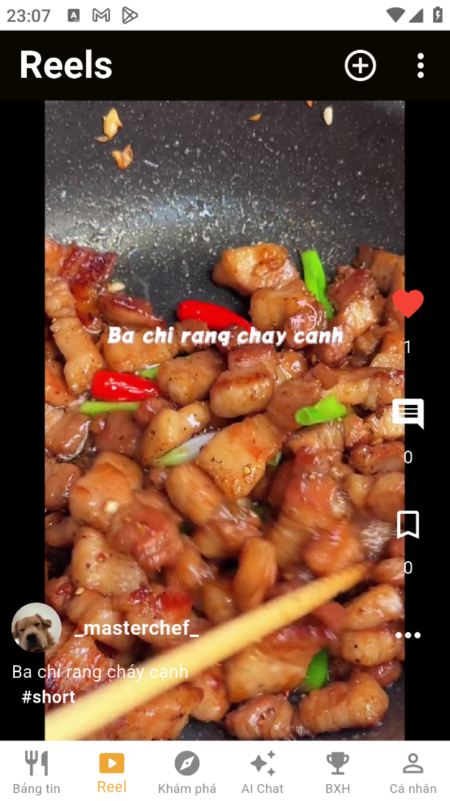 23:07
Reels
Ba chỉ rang cháy cạnh
1
0
0
_masterchef_
Ba chỉ rang cháy cạnh
#short
Bảng tin
Reel
Khám phá
AI Chat
BXH
Cá nhân